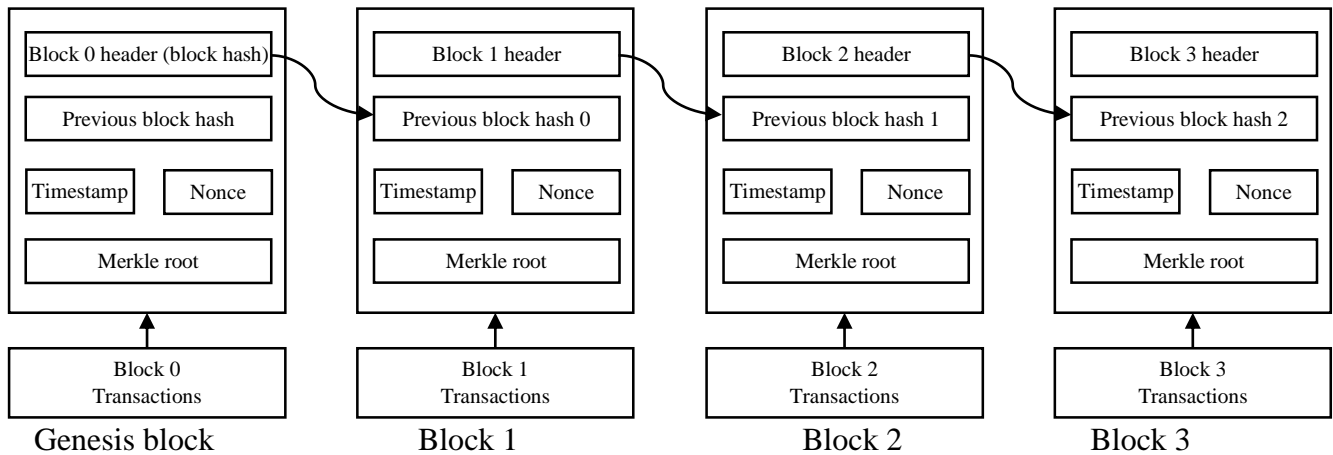 Block 0 header (block hash)
Previous block hash
Timestamp
Nonce
Merkle root
Block 0
Transactions
Genesis block
Block 1 header
Previous block hash 0
Timestamp
Nonce
Merkle root
Block 1
Transactions
Block 1
Block 2 header
Previous block hash 1
Timestamp
Nonce
Merkle root
Block 2
Transactions
Block 2
Block 3 header
Previous block hash 2
Timestamp
Nonce
Merkle root
Block 3
Transactions
Block 3